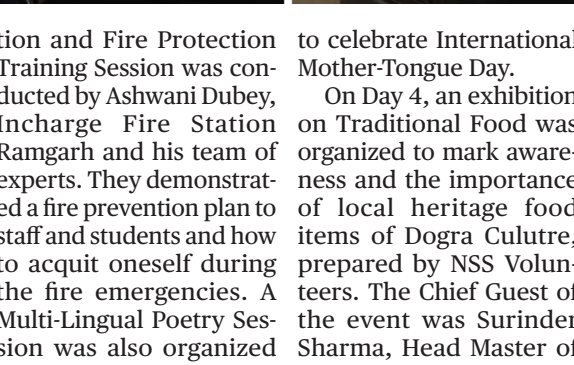 tion and Fire Protection
Training Session was con-
ducted by Ashwani Dubey,
Incharge Fire Station
Ramgarh and his team of
experts. They demonstrat-
ed a fire prevention plan to
staff and students and how
to acquit oneself during
the fire emergencies. A
Multi-Lingual Poetry Ses-
sion was also organized
to celebrate International
Mother-Tongue Day.
On Day 4, an exhibition
on Traditional Food was
organized to mark aware-
ness and the importance
of local heritage food
items of Dogra Culutre,
prepared by NSS Volun-
teers. The Chief Guest of
the event was Surinder
Sharma, Head Master of